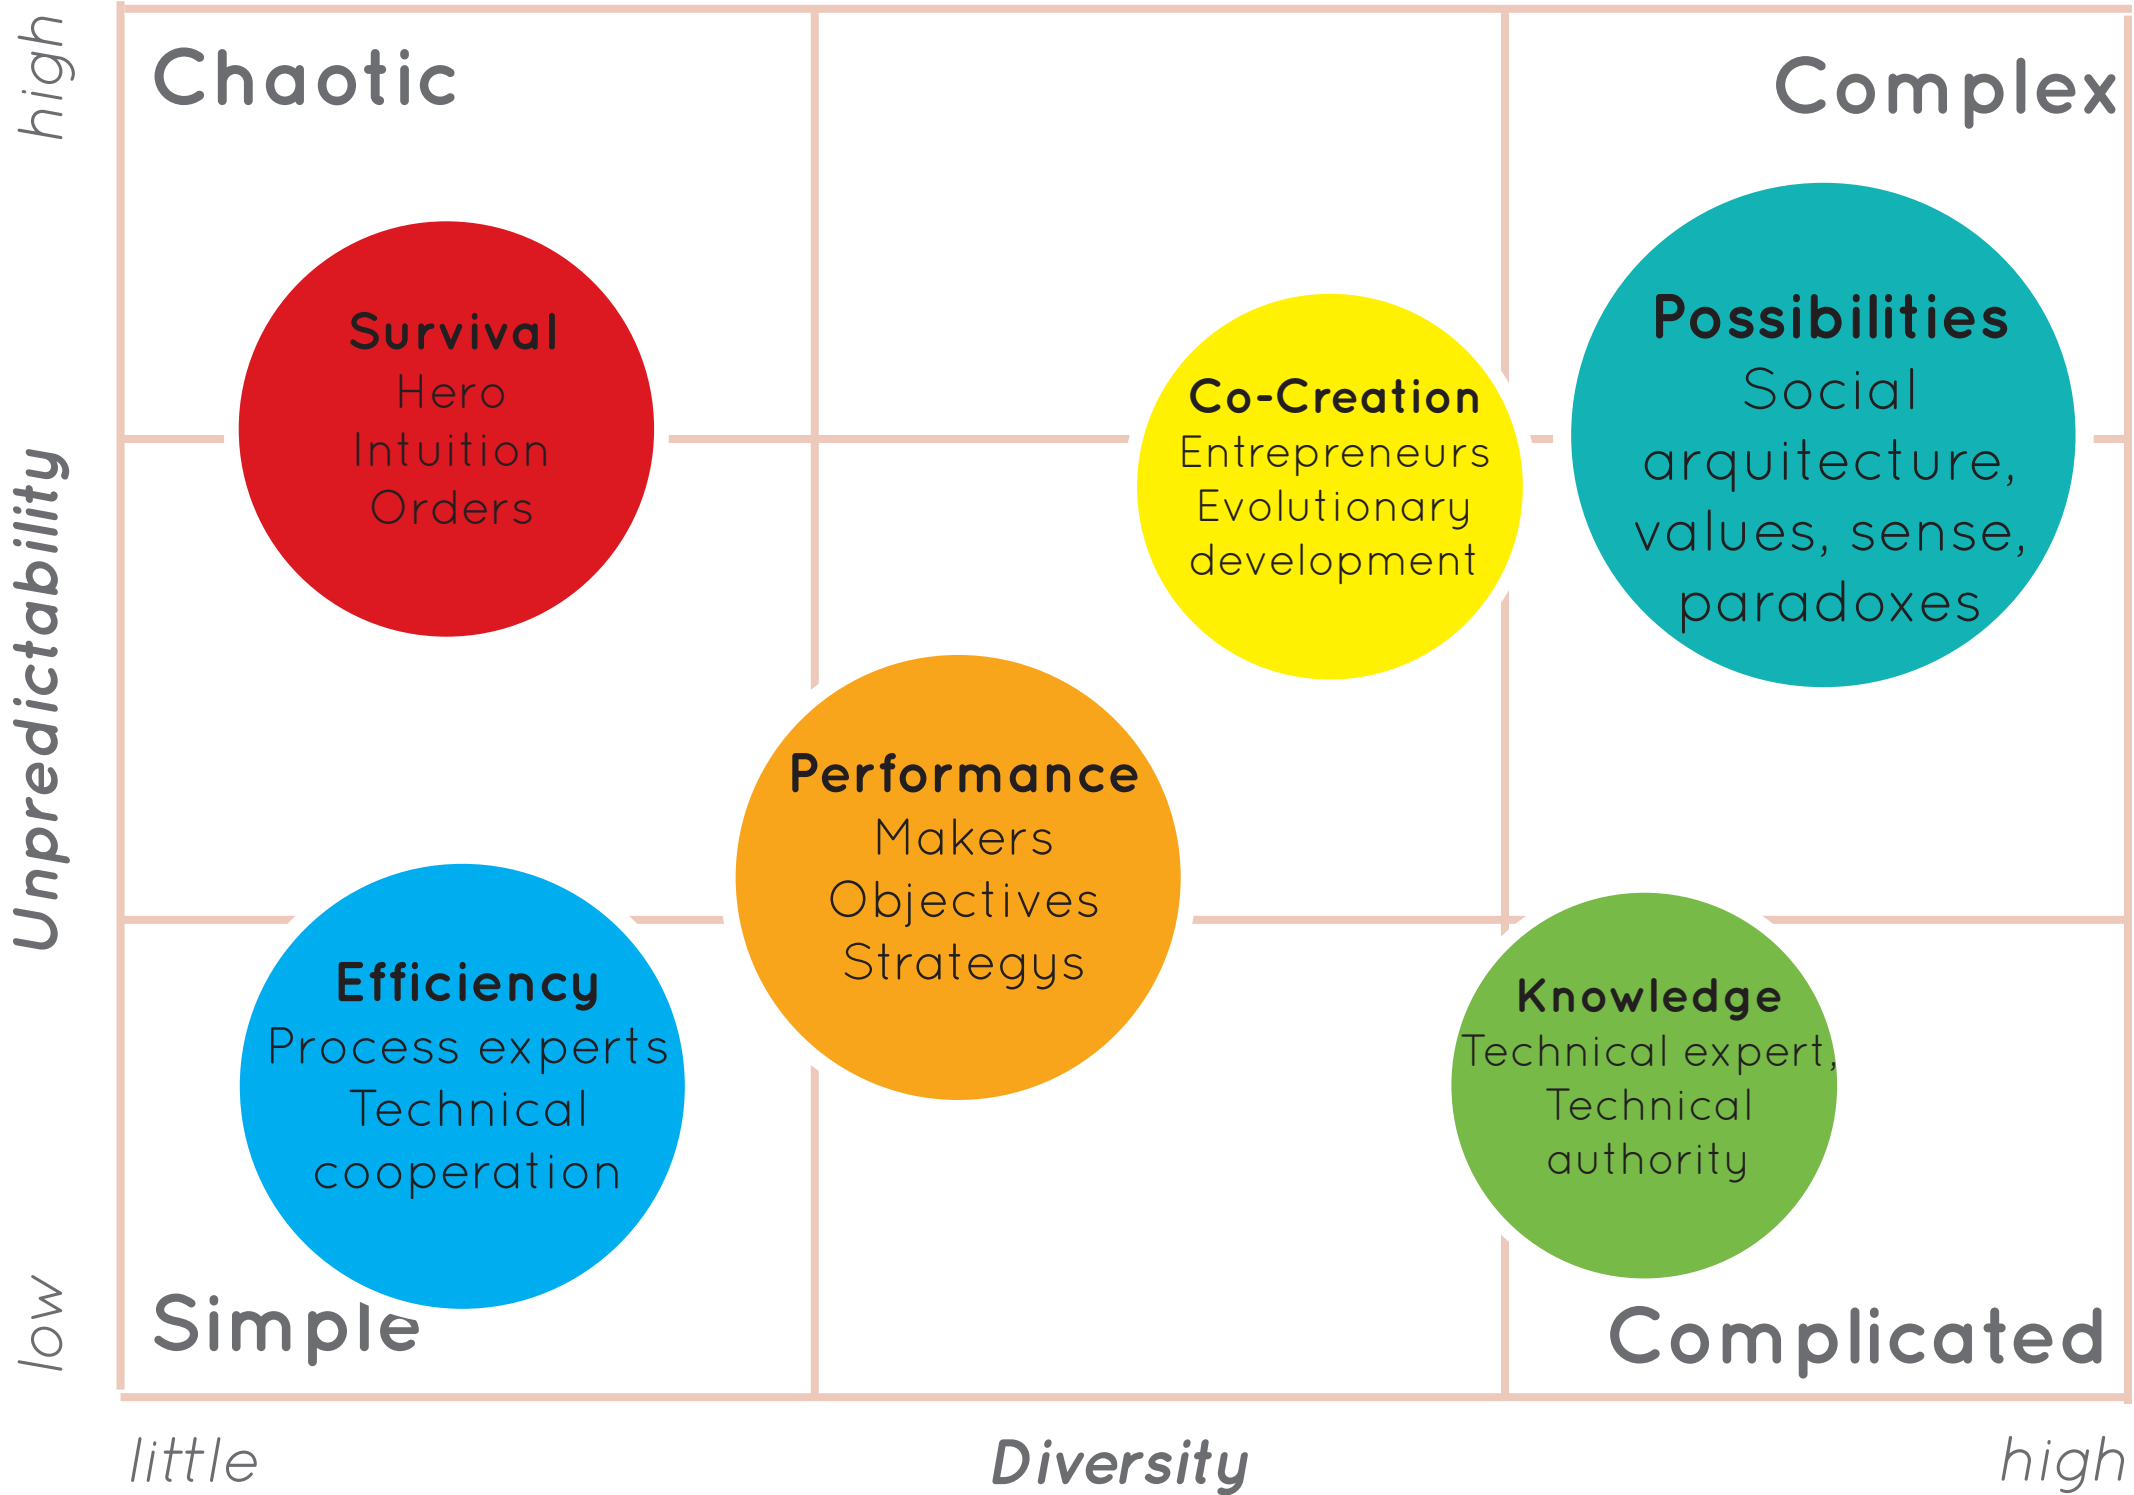 high
Chaotic
Complex
Survival
Hero
Intuition
Orders
Co-Creation
Entrepreneurs
Evolutionary
development
Possibilities
Social
arquitecture,
values, sense,
paradoxes
Unpredictability
Performance
Makers
Objectives
Strategys
Efficiency
Process experts
Technical
cooperation
Knowledge
Technical expert,
Technical
authority
low
Simple
Complicated
little
Diversity
high